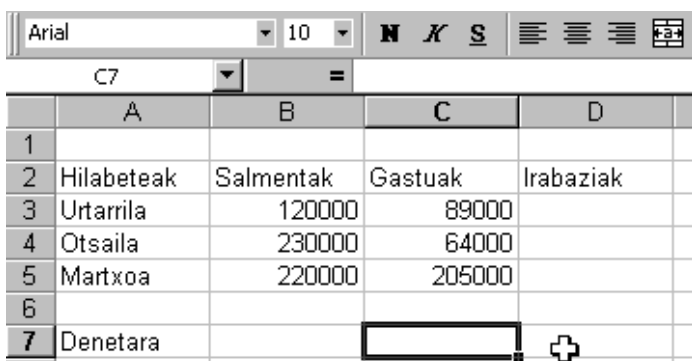 Arial 10 N K S a
C7 =
A B C D
1
2 Hilabeteak Salmentak Gastuak Irabaziak
3 Urtarrila 120000 89000
4 Otsaila 230000 64000
5 Martxoa 220000 205000
6
7 Denetara